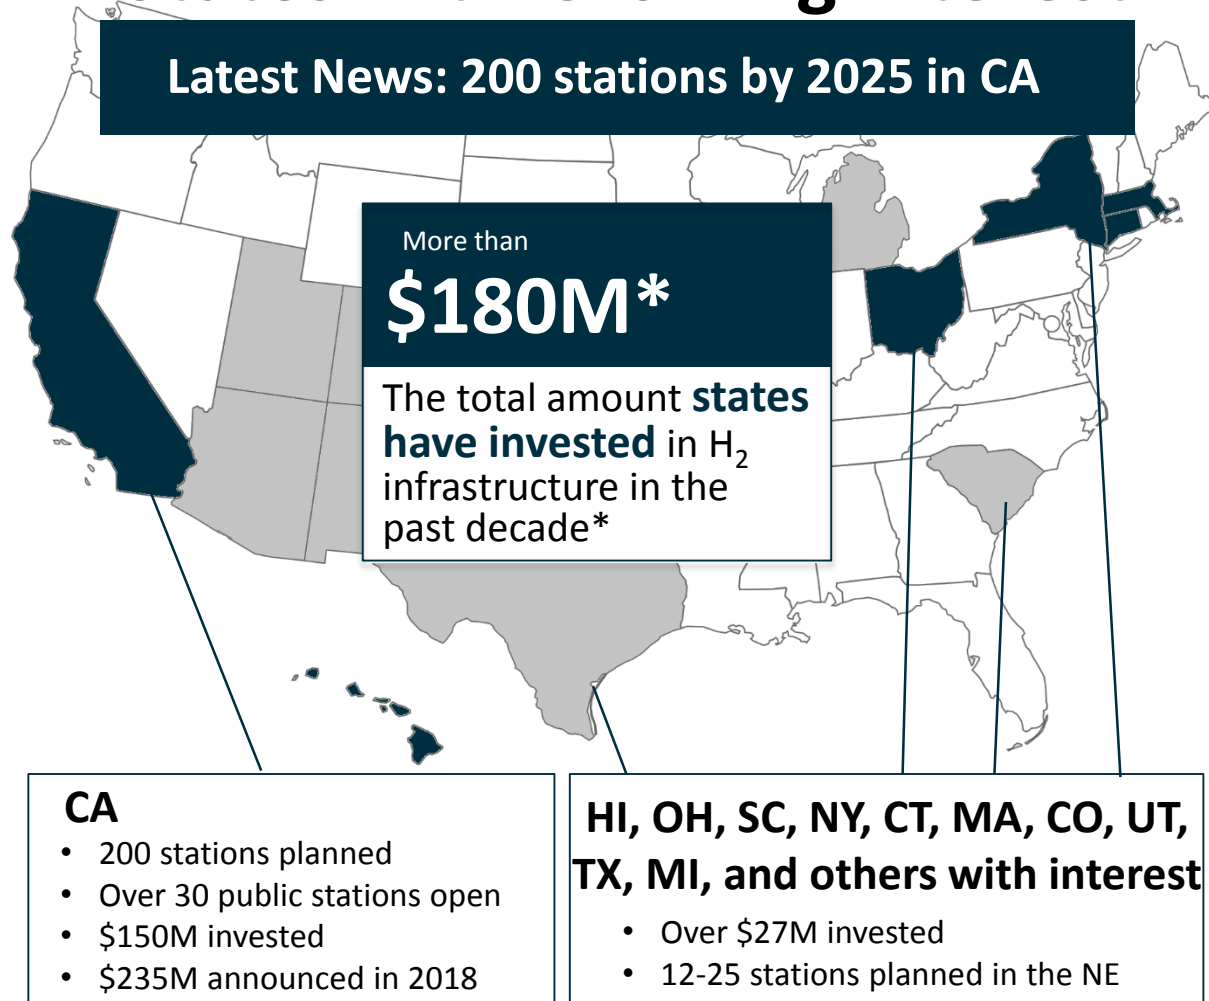 Latest News: 200 stations by 2025 in CA
More than
$180M*
The total amount states
have invested in H₂
infrastructure in the
past decade*
CA
• 200 stations planned
• Over 30 public stations open
• $150M invested
• $235M announced in 2018
HI, OH, SC, NY, CT, MA, CO, UT,
TX, MI, and others with interest
• Over $27M invested
• 12-25 stations planned in the NE